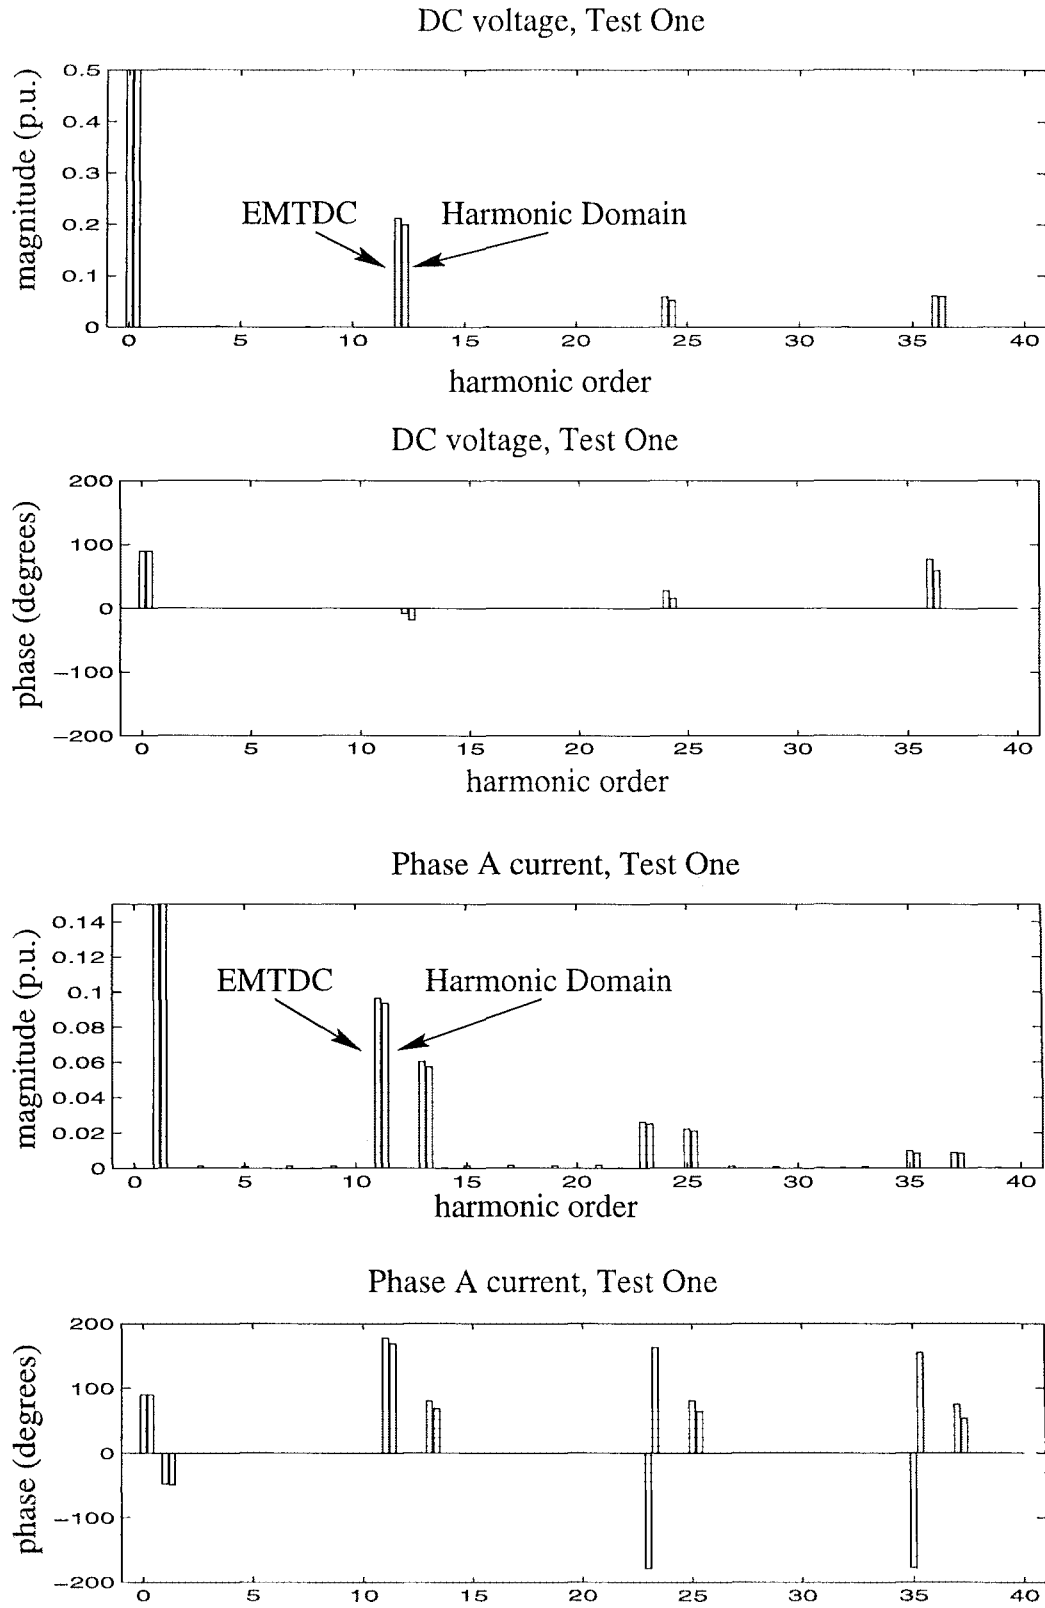 DC voltage, Test One
magnitude (p.u.)
0.5
0.4
0.3
0.2
0.1
0
EMTDC
Harmonic Domain
0 5 10 15 20 25 30 35 40
harmonic order
DC voltage, Test One
phase (degrees)
200
100
0
−100
−200
0 5 10 15 20 25 30 35 40
harmonic order
Phase A current, Test One
magnitude (p.u.)
0.14
0.12
0.1
0.08
0.06
0.04
0.02
0
EMTDC
Harmonic Domain
0 5 10 15 20 25 30 35 40
harmonic order
Phase A current, Test One
phase (degrees)
200
100
0
−100
−200
0 5 10 15 20 25 30 35 40